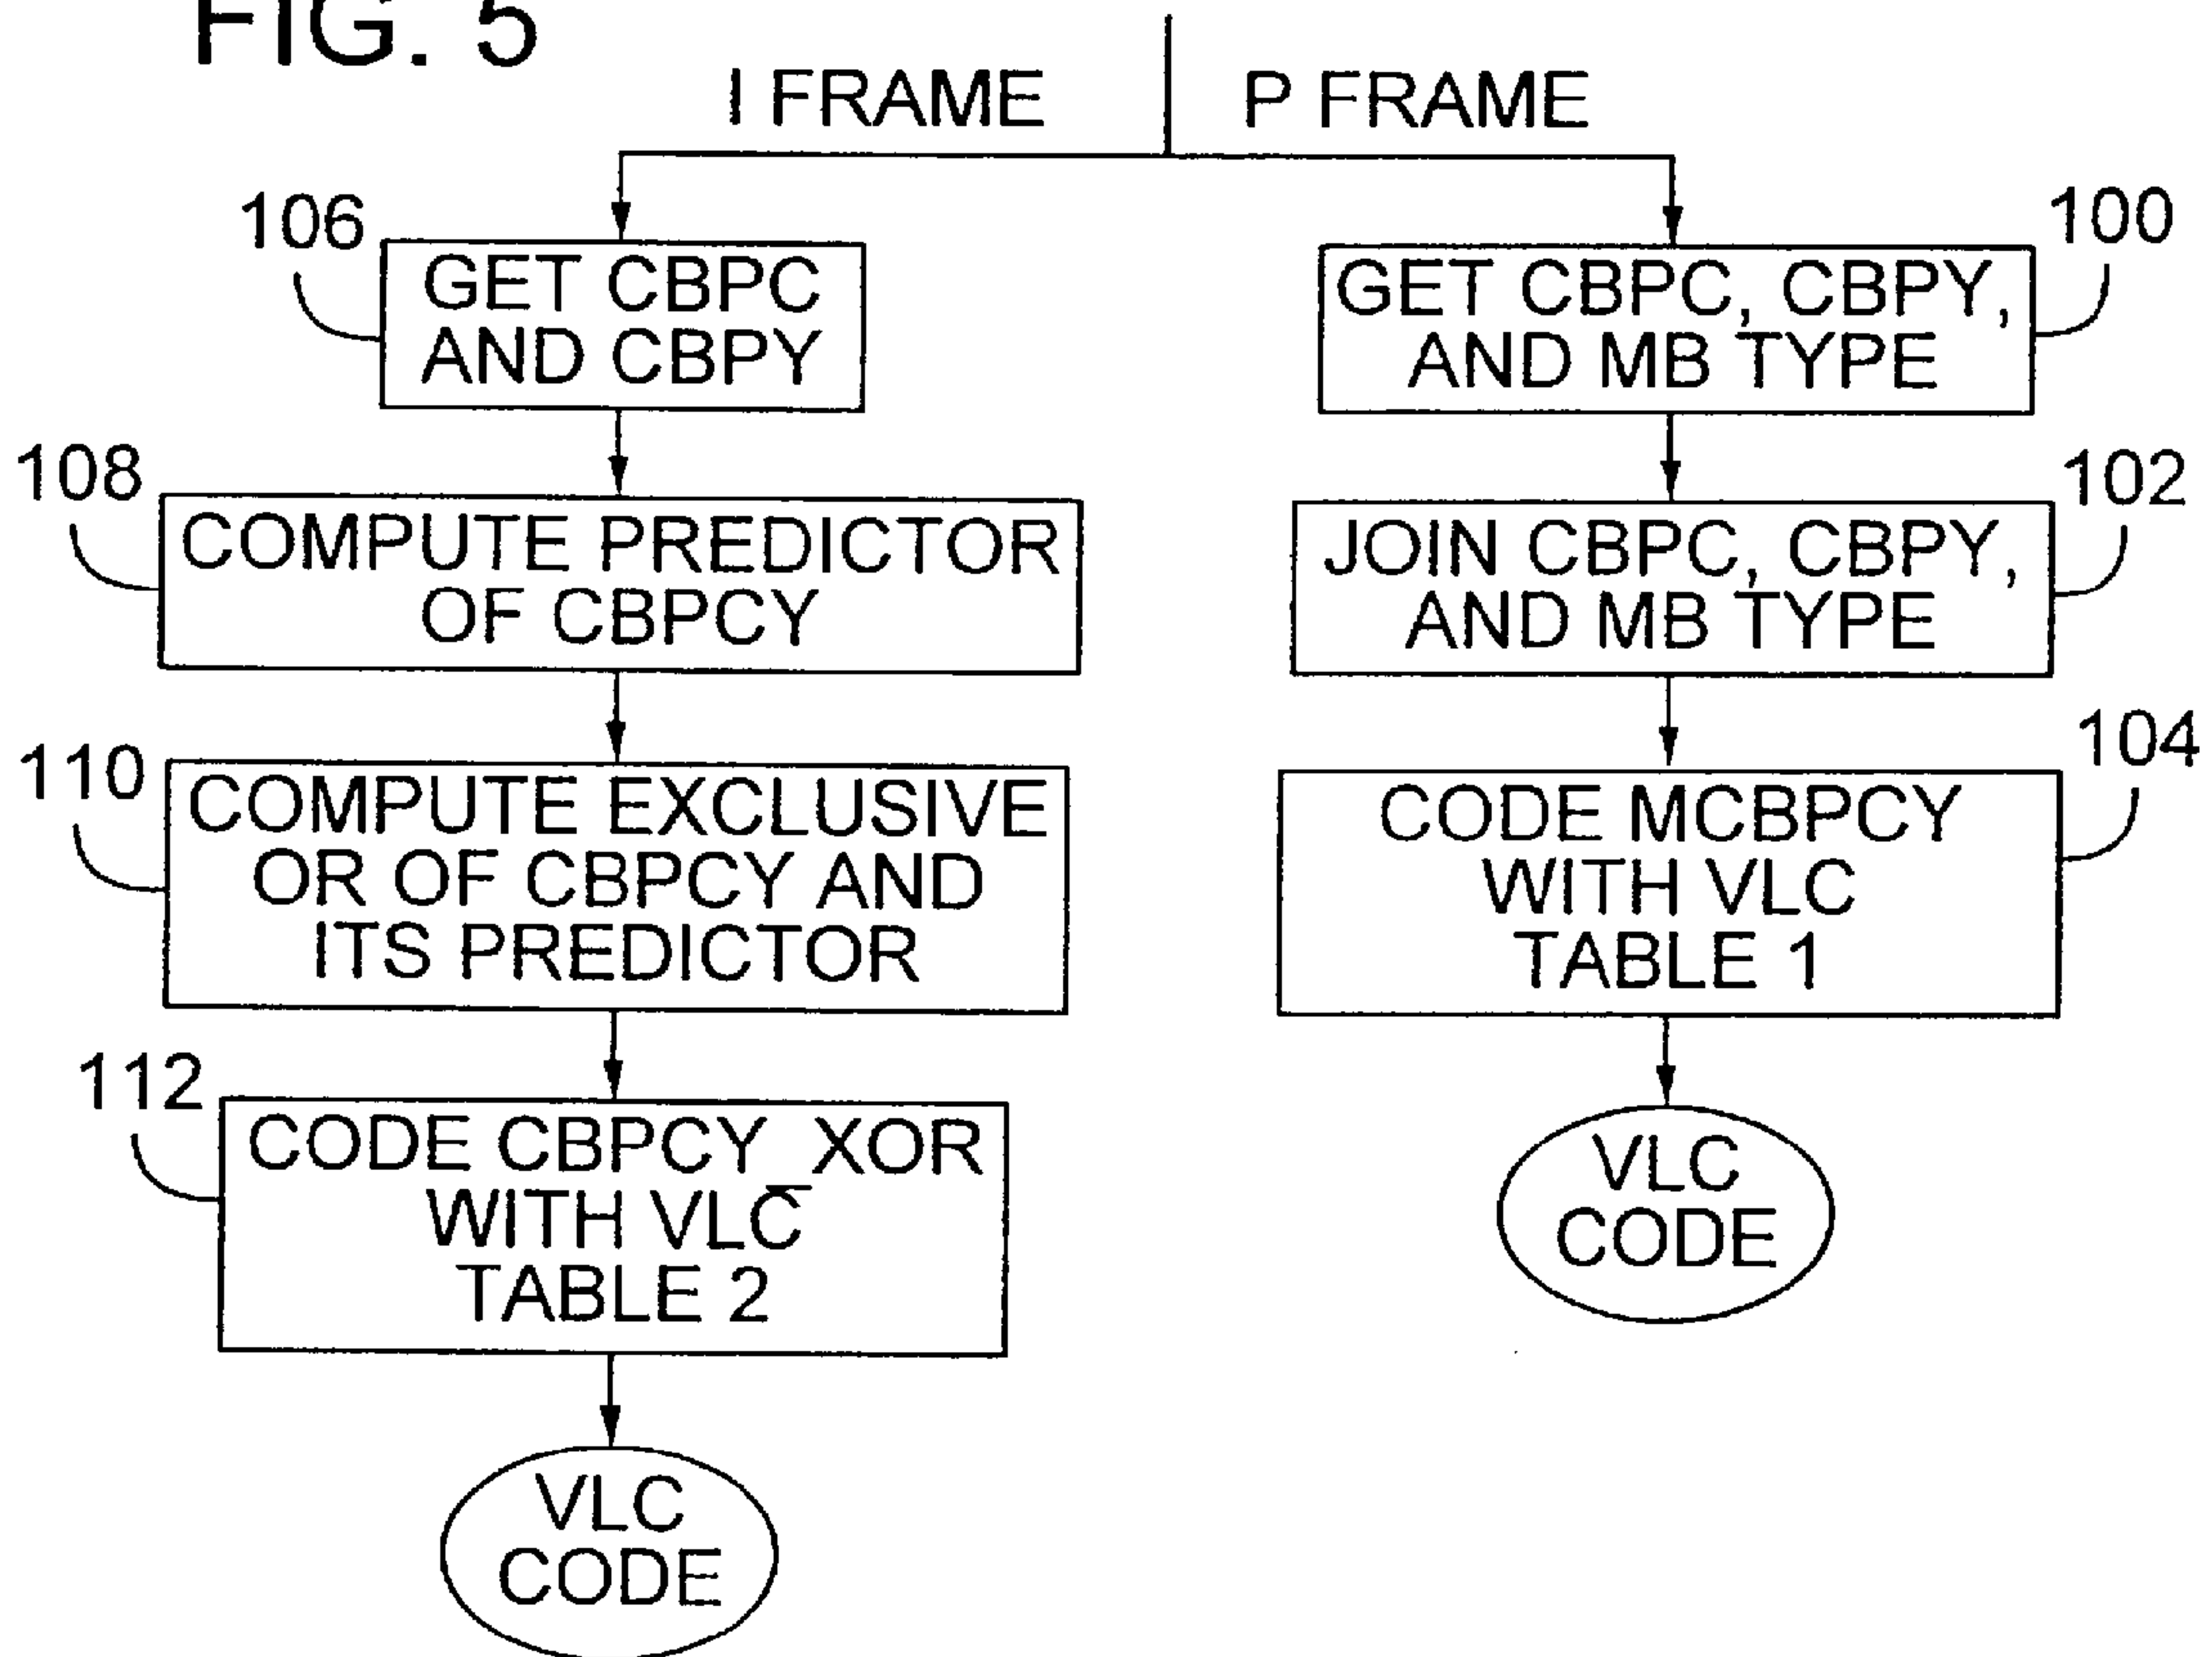 FIG. 5
I FRAME
P FRAME
106
GET CBPC
AND CBPY
108
COMPUTE PREDICTOR
OF CBPCY
110
COMPUTE EXCLUSIVE
OR OF CBPCY AND
ITS PREDICTOR
112
CODE CBPCY_XOR
WITH VLC
TABLE 2
VLC
CODE
100
GET CBPC, CBPY,
AND MB TYPE
102
JOIN CBPC, CBPY,
AND MB TYPE
104
CODE MCBPCY
WITH VLC
TABLE 1
VLC
CODE